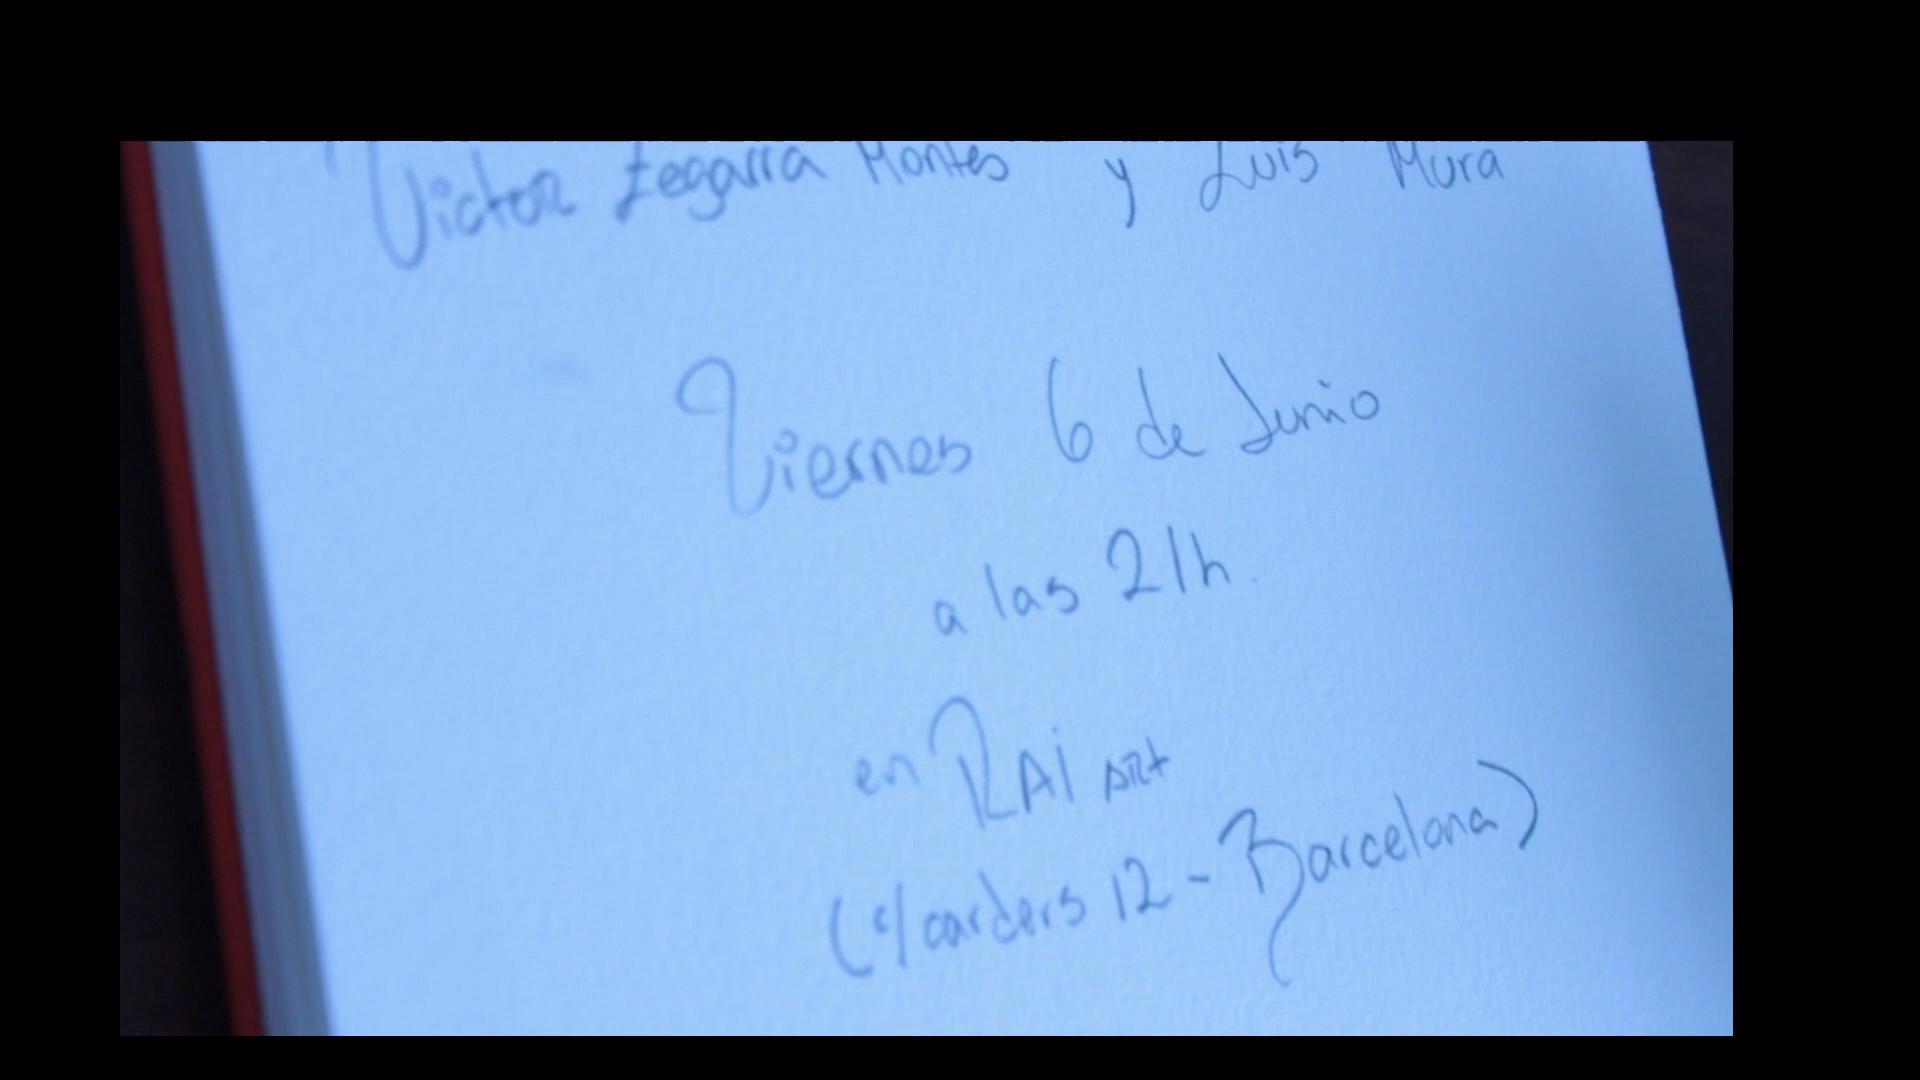 Victor Zegarra Montes y Luis Mura
Viernes 6 de Junio
a las 21h.
en RAI ART
(c/ carders 12 - Barcelona)